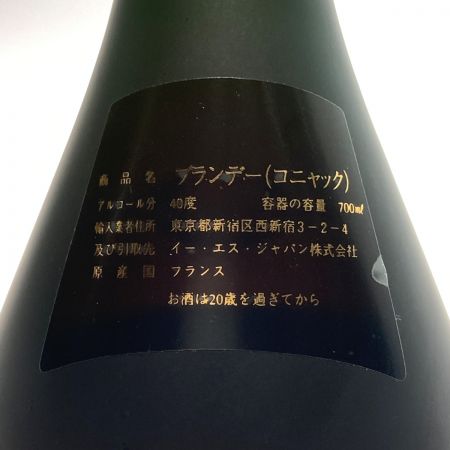 商品名 ブランデー(コニャック)
アルコール分 40度 容器の容量 700ml
輸入業者住所 東京都新宿区西新宿3-2-4
及び引取先 イー・エス・ジャパン株式会社
原産国 フランス
お酒は20歳を過ぎてから